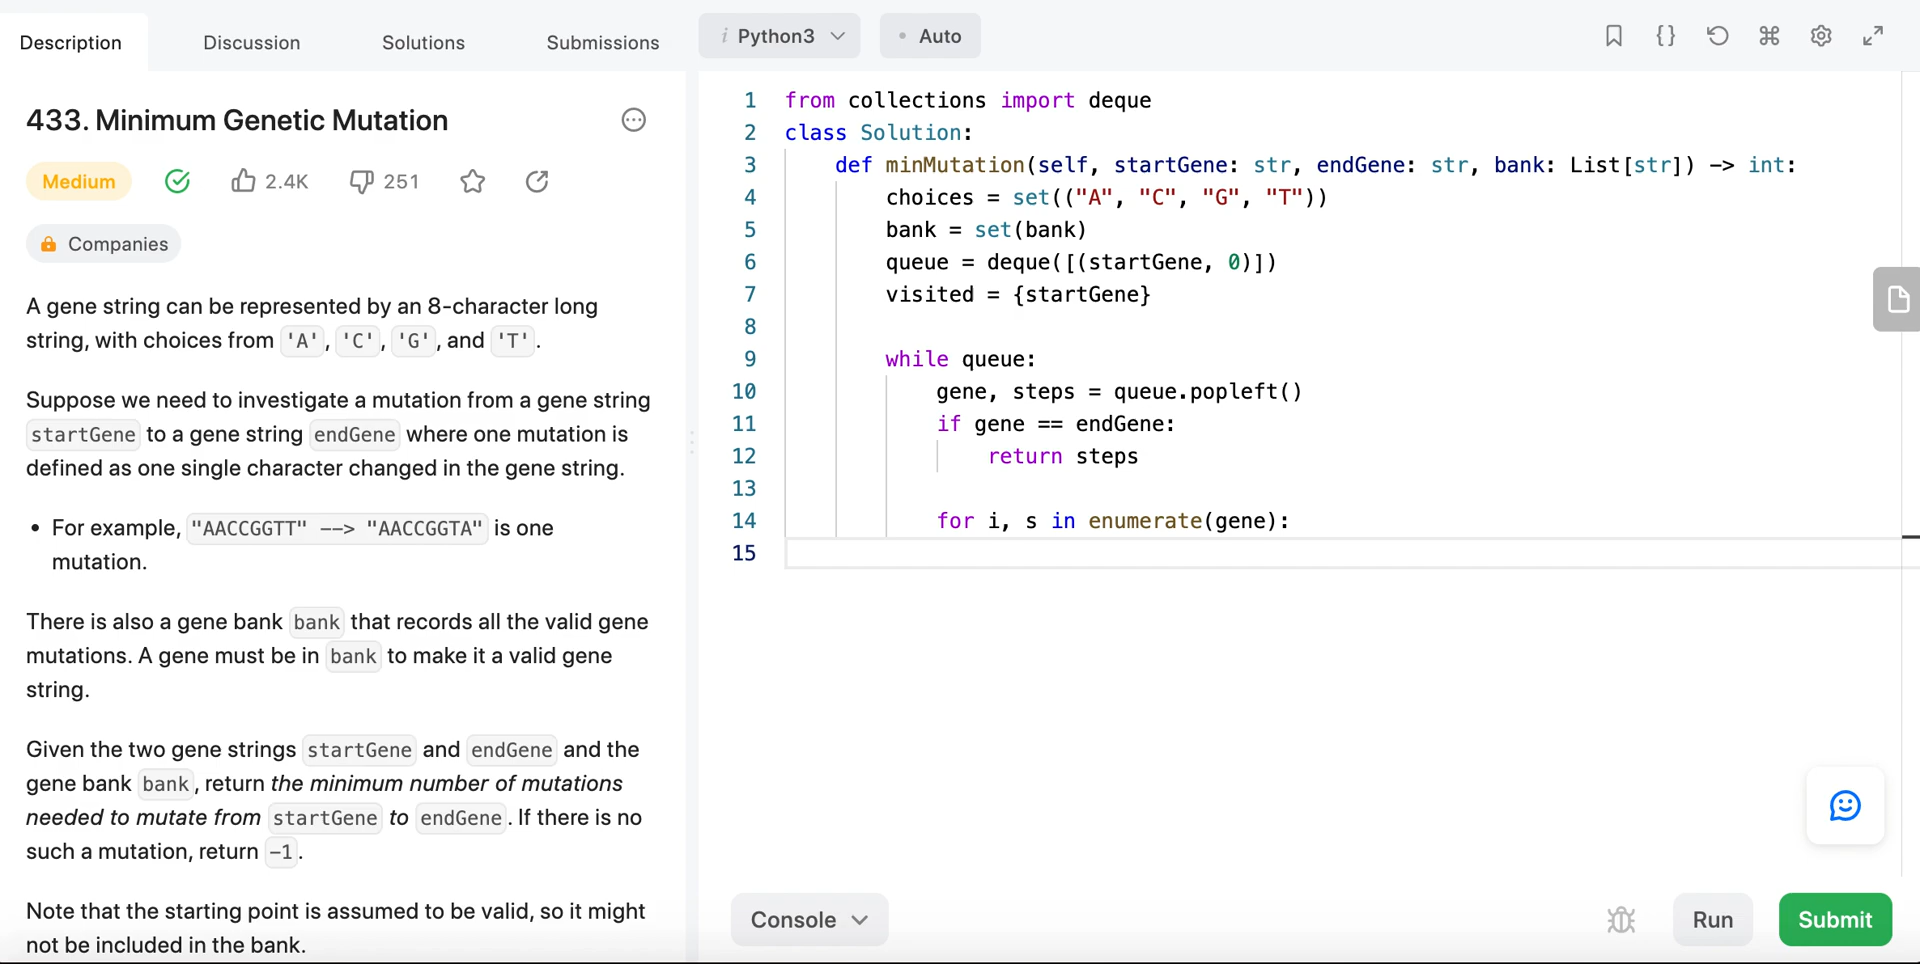 Description Discussion Solutions Submissions
433. Minimum Genetic Mutation
Medium 2.4K 251
Companies
A gene string can be represented by an 8-character long
string, with choices from 'A', 'C', 'G', and 'T'.
Suppose we need to investigate a mutation from a gene string
startGene to a gene string endGene where one mutation is
defined as one single character changed in the gene string.
• For example, "AACCGGTT" --> "AACCGGTA" is one
mutation.
There is also a gene bank bank that records all the valid gene
mutations. A gene must be in bank to make it a valid gene
string.
Given the two gene strings startGene and endGene and the
gene bank bank, return the minimum number of mutations
needed to mutate from startGene to endGene. If there is no
such a mutation, return -1.
Note that the starting point is assumed to be valid, so it might
not be included in the bank.
i Python3 • Auto
1 from collections import deque
2 class Solution:
3     def minMutation(self, startGene: str, endGene: str, bank: List[str]) -> int:
4         choices = set(("A", "C", "G", "T"))
5         bank = set(bank)
6         queue = deque([(startGene, 0)])
7         visited = {startGene}
8
9         while queue:
10             gene, steps = queue.popleft()
11             if gene == endGene:
12                 return steps
13
14             for i, s in enumerate(gene):
15
Console Run Submit